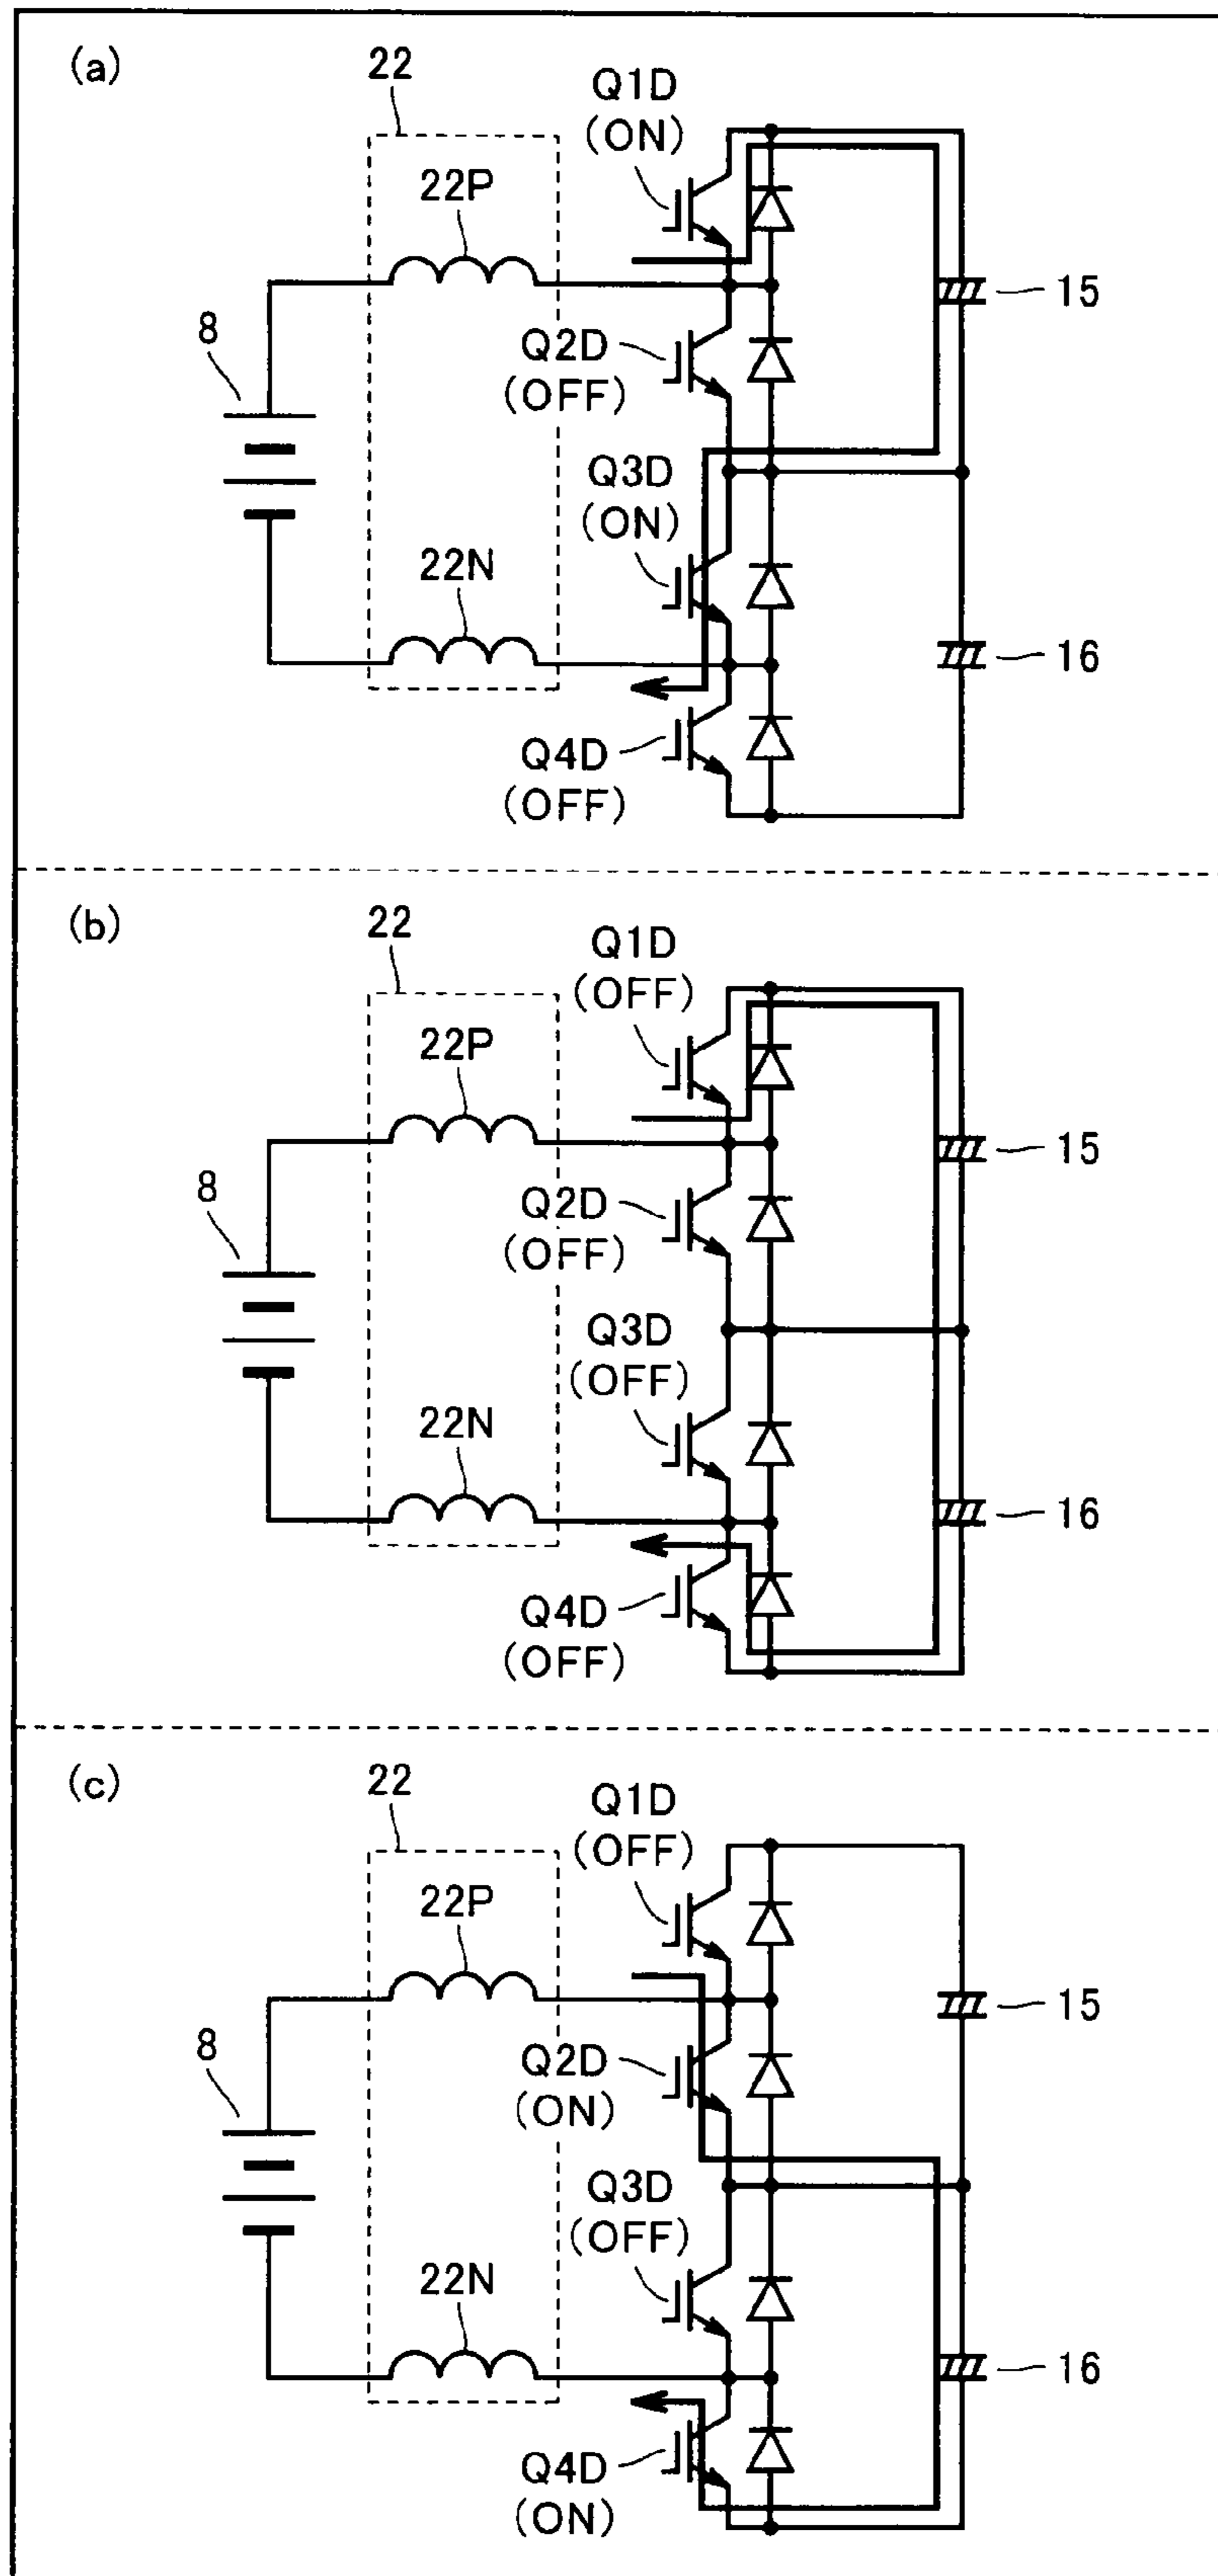 (a)
22
Q1D
(ON)
22P
8
Q2D
(OFF)
15
Q3D
(ON)
22N
16
Q4D
(OFF)
(b)
22
Q1D
(OFF)
22P
8
Q2D
(OFF)
15
Q3D
(OFF)
22N
16
Q4D
(OFF)
(c)
22
Q1D
(OFF)
22P
8
Q2D
(ON)
15
Q3D
(OFF)
22N
16
Q4D
(ON)